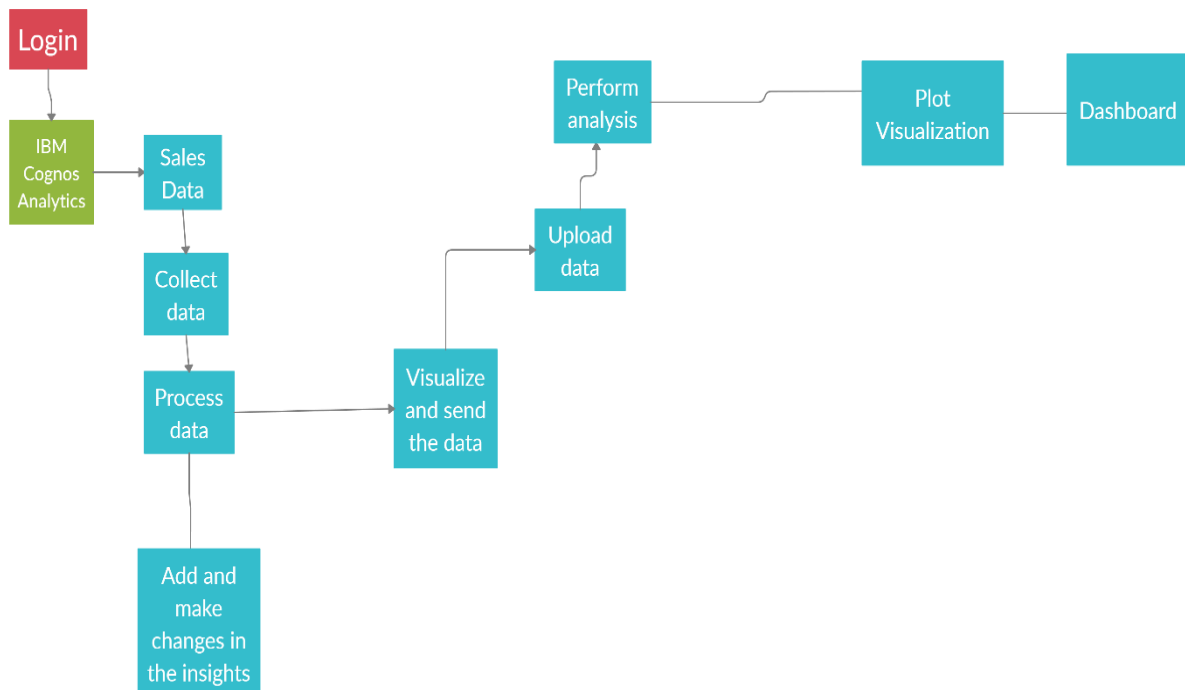 Login
IBM
Cognos
Analytics
Sales
Data
Collect
data
Process
data
Add and
make
changes in
the insights
Visualize
and send
the data
Upload
data
Perform
analysis
Plot
Visualization
Dashboard